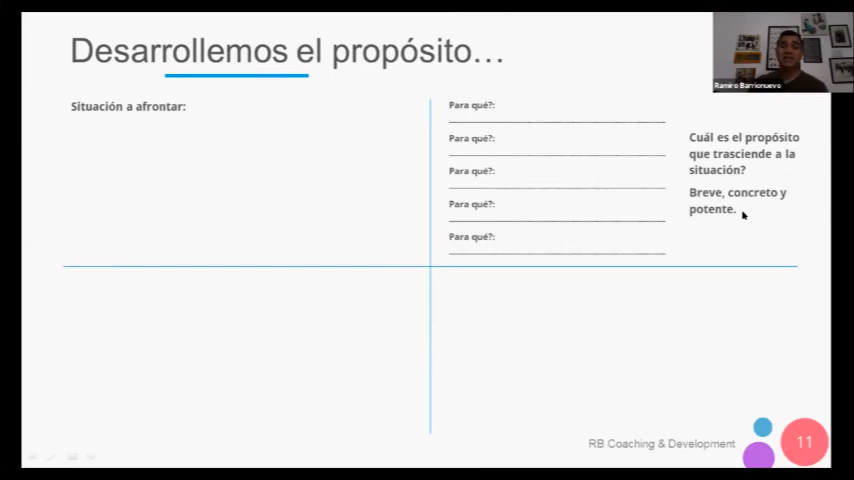 Desarrollemos el propósito...
Ramiro Barrionuevo
Situación a afrontar:
Para qué?:
Para qué?:
Para qué?:
Para qué?:
Para qué?:
Cuál es el propósito
que trasciende a la
situación?
Breve, concreto y
potente.
RB Coaching & Development
11